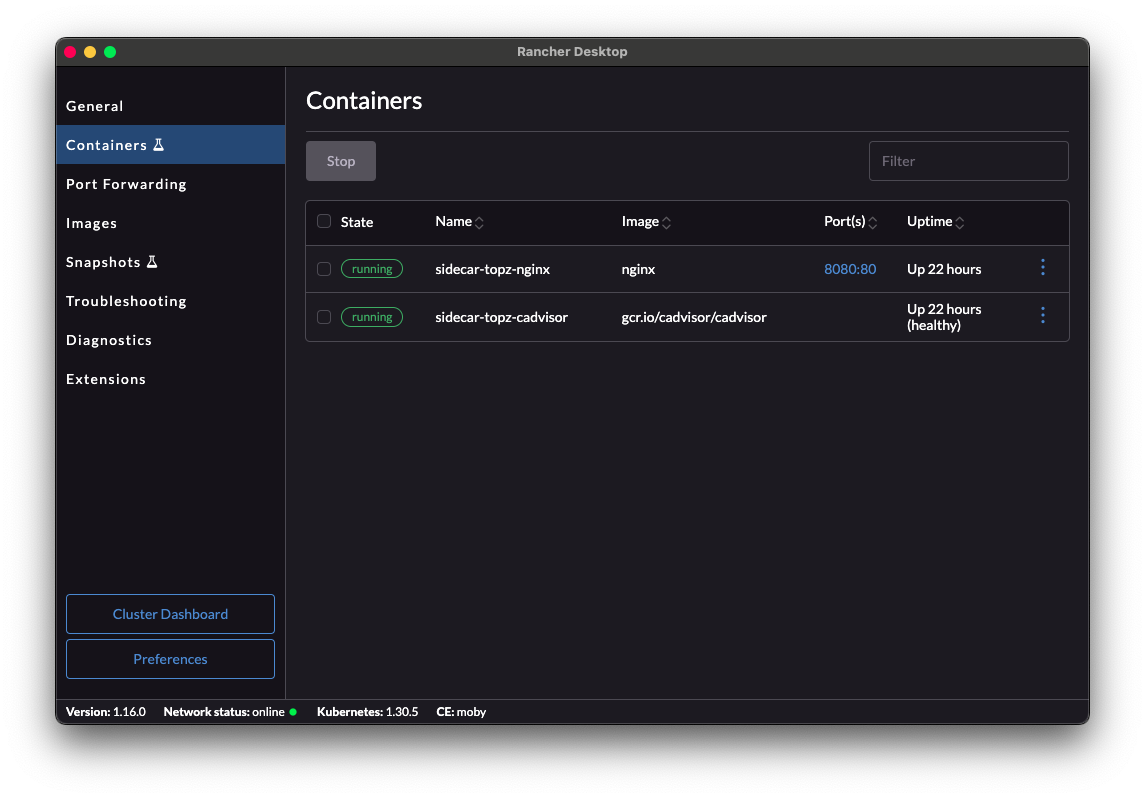 Rancher Desktop
General
Containers
Port Forwarding
Images
Snapshots
Troubleshooting
Diagnostics
Extensions
Cluster Dashboard
Preferences
Containers
Stop
Filter
State Name Image Port(s) Uptime
running sidecar-topz-nginx nginx 8080:80 Up 22 hours
running sidecar-topz-cadvisor gcr.io/cadvisor/cadvisor Up 22 hours
(healthy)
Version: 1.16.0 Network status: online Kubernetes: 1.30.5 CE: moby